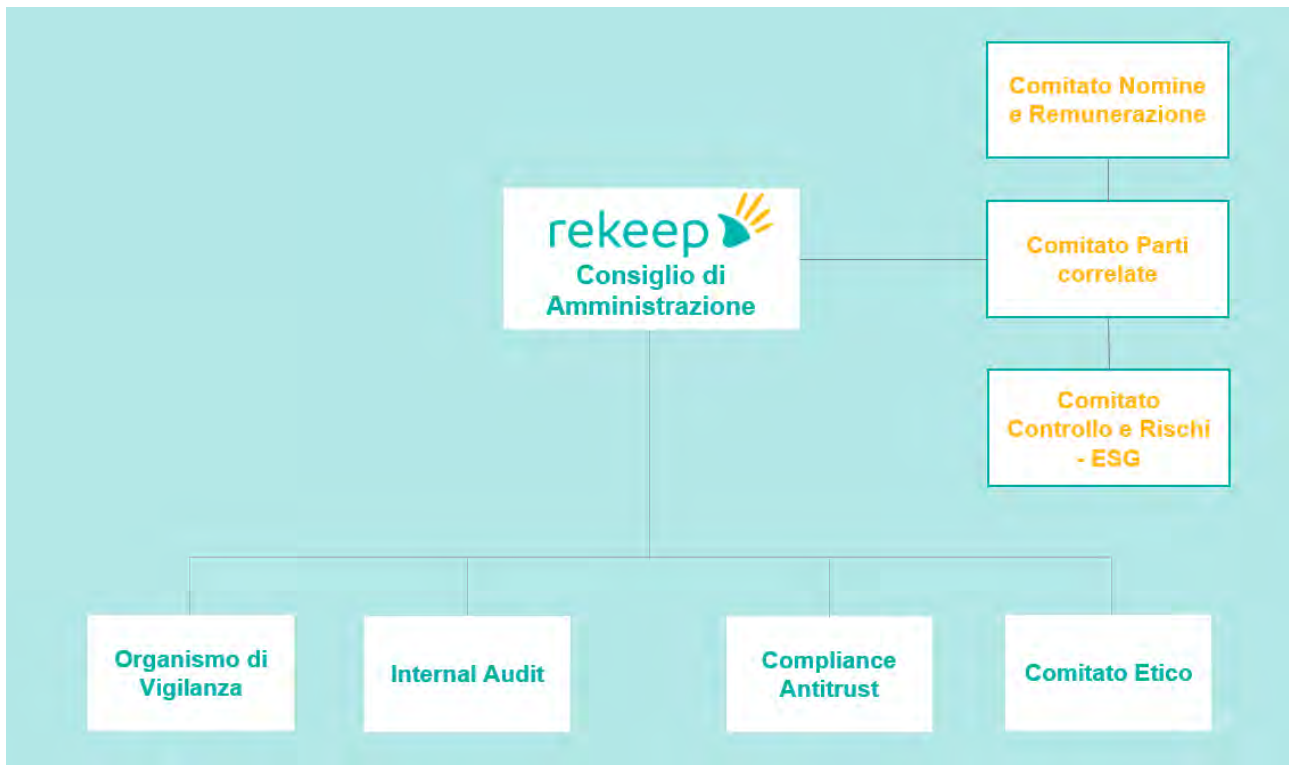 Comitato Nomine
e Remunerazione
rekeep
Consiglio di
Amministrazione
Comitato Parti
correlate
Comitato
Controllo e Rischi
- ESG
Organismo di
Vigilanza
Internal Audit
Compliance
Antitrust
Comitato Etico